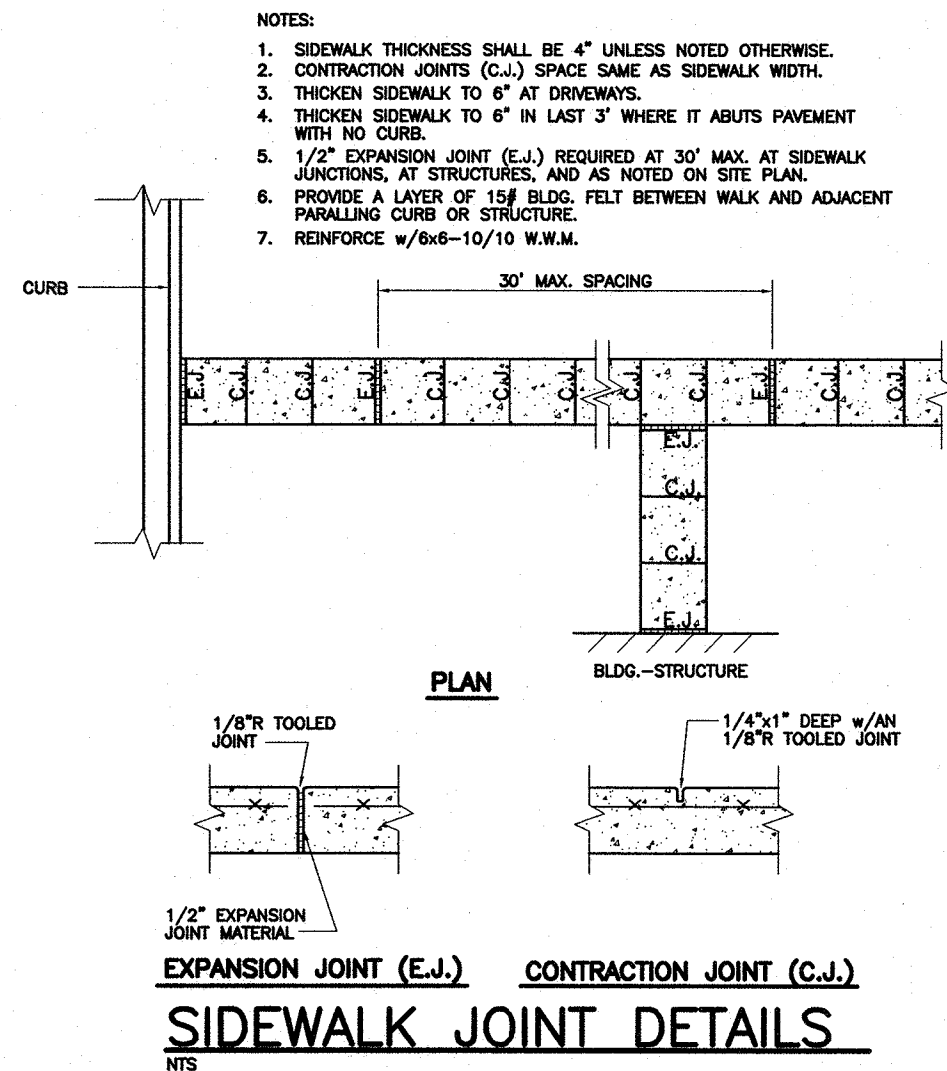 NOTES:
1. SIDEWALK THICKNESS SHALL BE 4" UNLESS NOTED OTHERWISE.
2. CONTRACTION JOINTS (C.J.) SPACE SAME AS SIDEWALK WIDTH.
3. THICKEN SIDEWALK TO 6" AT DRIVEWAYS.
4. THICKEN SIDEWALK TO 6" IN LAST 3' WHERE IT ABUTS PAVEMENT
WITH NO CURB.
5. 1/2" EXPANSION JOINT (E.J.) REQUIRED AT 30' MAX. AT SIDEWALK
JUNCTIONS, AT STRUCTURES, AND AS NOTED ON SITE PLAN.
6. PROVIDE A LAYER OF 15# BLDG. FELT BETWEEN WALK AND ADJACENT
PARALLING CURB OR STRUCTURE.
7. REINFORCE w/6x6-10/10 W.W.M.
CURB
30' MAX. SPACING
E.J.
C.J.
C.J.
E.J.
C.J.
C.J.
C.J.
C.J.
C.J.
E.J.
C.J.
C.J.
E.J.
C.J.
C.J.
E.J.
BLDG.-STRUCTURE
PLAN
1/8"R TOOLED
JOINT
1/4"x1" DEEP w/AN
1/8"R TOOLED JOINT
1/2" EXPANSION
JOINT MATERIAL
EXPANSION JOINT (E.J.)
CONTRACTION JOINT (C.J.)
SIDEWALK JOINT DETAILS
NTS